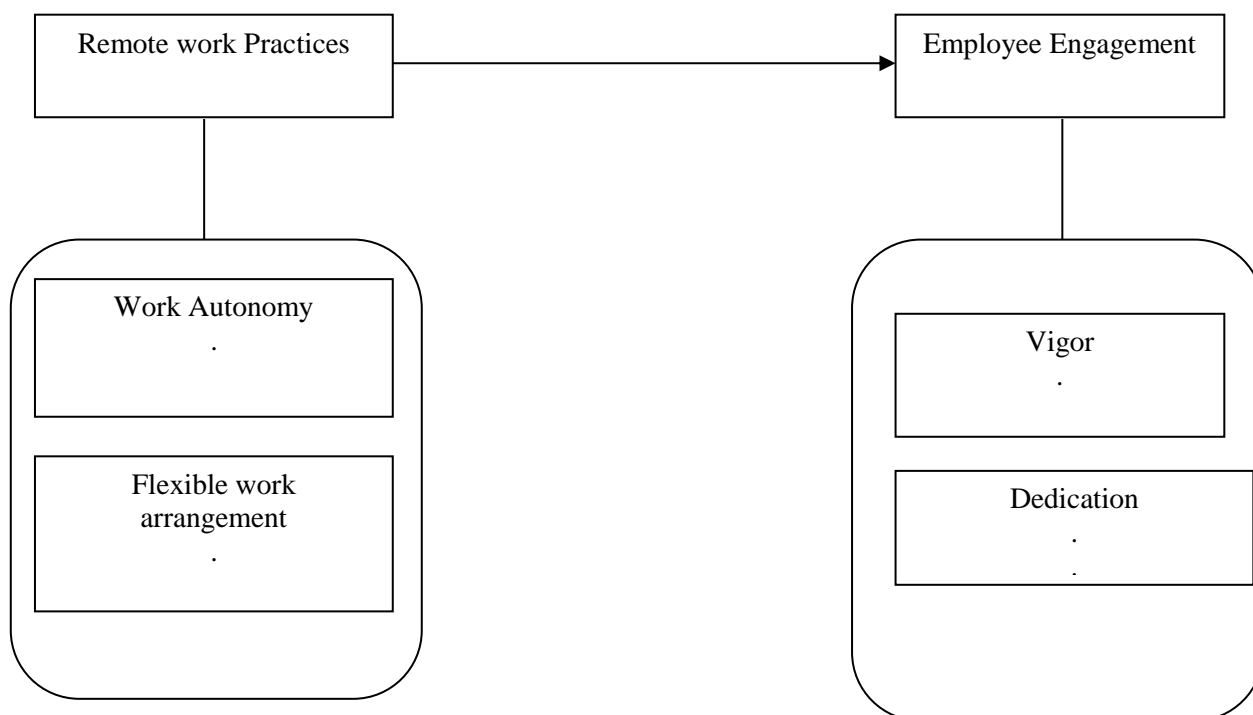 Remote work Practices
Employee Engagement
Work Autonomy
.
Flexible work
arrangement
.
Vigor
.
Dedication
.
.